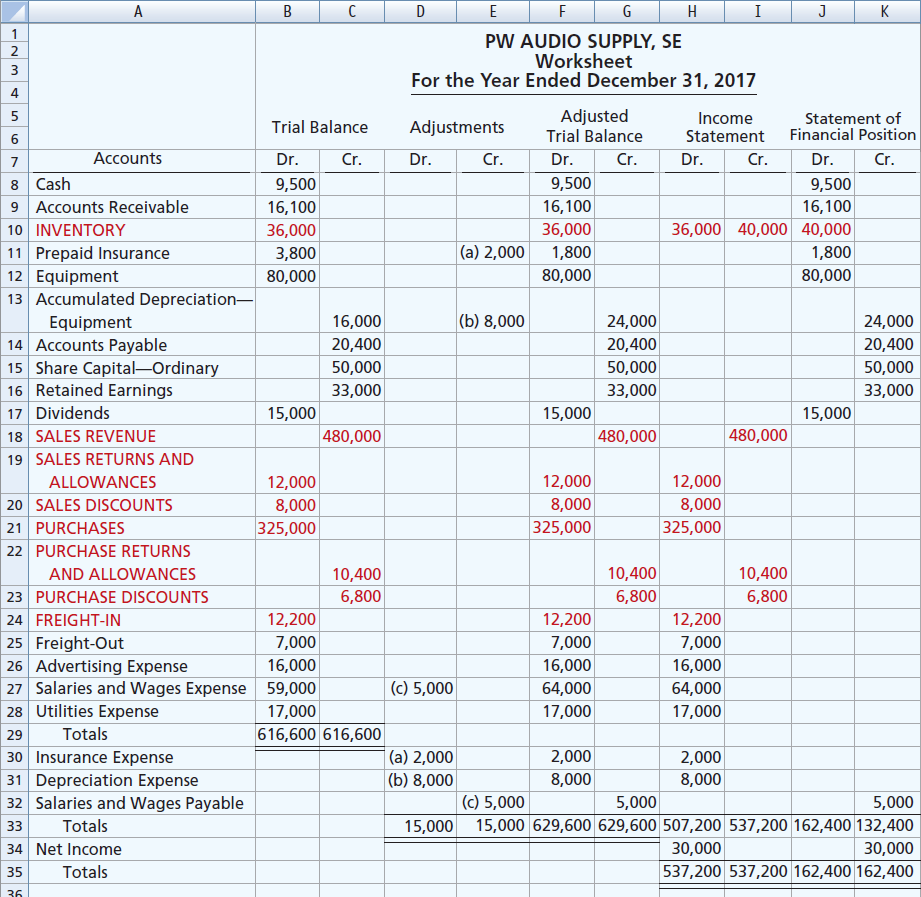 A B C D E F G H I J K
1 PW AUDIO SUPPLY, SE
2 Worksheet
3 For the Year Ended December 31, 2017
4
5 Adjusted Income Statement of
6 Trial Balance Adjustments Trial Balance Statement Financial Position
7 Accounts Dr. Cr. Dr. Cr. Dr. Cr. Dr. Cr. Dr. Cr.
8 Cash 9,500 9,500 9,500
9 Accounts Receivable 16,100 16,100 16,100
10 INVENTORY 36,000 36,000 36,000 40,000 40,000
11 Prepaid Insurance 3,800 (a) 2,000 1,800 1,800
12 Equipment 80,000 80,000 80,000
13 Accumulated Depreciation—
Equipment 16,000 (b) 8,000 24,000 24,000
14 Accounts Payable 20,400 20,400 20,400
15 Share Capital—Ordinary 50,000 50,000 50,000
16 Retained Earnings 33,000 33,000 33,000
17 Dividends 15,000 15,000 15,000
18 SALES REVENUE 480,000 480,000 480,000
19 SALES RETURNS AND
ALLOWANCES 12,000 12,000 12,000
20 SALES DISCOUNTS 8,000 8,000 8,000
21 PURCHASES 325,000 325,000 325,000
22 PURCHASE RETURNS
AND ALLOWANCES 10,400 10,400 10,400
23 PURCHASE DISCOUNTS 6,800 6,800 6,800
24 FREIGHT-IN 12,200 12,200 12,200
25 Freight-Out 7,000 7,000 7,000
26 Advertising Expense 16,000 16,000 16,000
27 Salaries and Wages Expense 59,000 (c) 5,000 64,000 64,000
28 Utilities Expense 17,000 17,000 17,000
29 Totals 616,600 616,600
30 Insurance Expense (a) 2,000 2,000 2,000
31 Depreciation Expense (b) 8,000 8,000 8,000
32 Salaries and Wages Payable (c) 5,000 5,000 5,000
33 Totals 15,000 15,000 629,600 629,600 507,200 537,200 162,400 132,400
34 Net Income 30,000 30,000
35 Totals 537,200 537,200 162,400 162,400
36